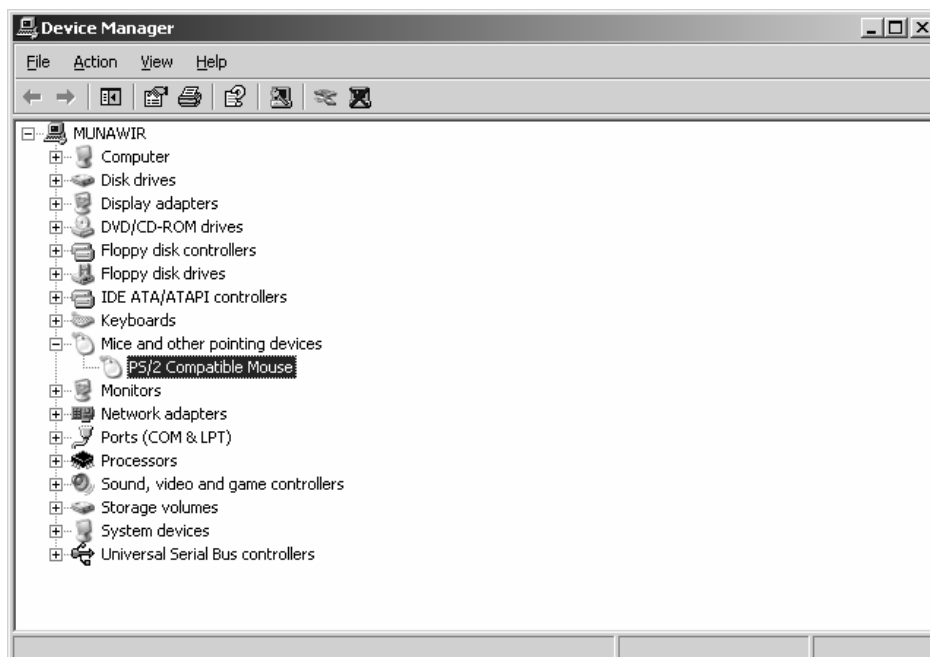 Device Manager
File Action View Help
MUNAWIR
Computer
Disk drives
Display adapters
DVD/CD-ROM drives
Floppy disk controllers
Floppy disk drives
IDE ATA/ATAPI controllers
Keyboards
Mice and other pointing devices
PS/2 Compatible Mouse
Monitors
Network adapters
Ports (COM & LPT)
Processors
Sound, video and game controllers
Storage volumes
System devices
Universal Serial Bus controllers